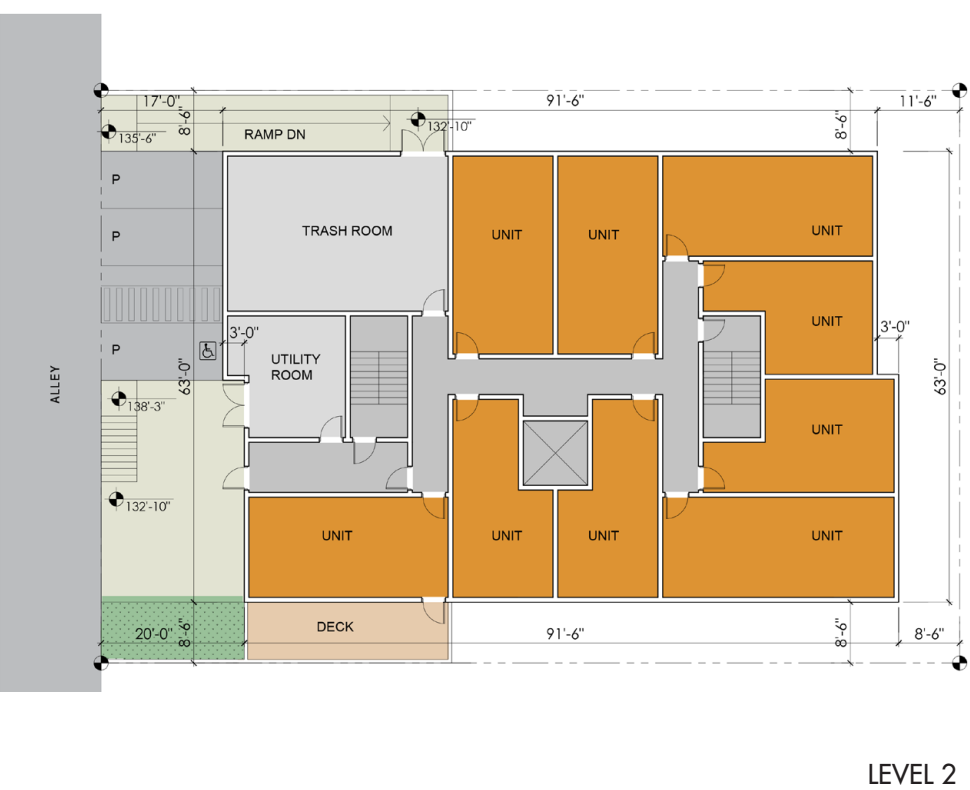 17'-0"
91'-6"
11'-6"
8'-6"
135'-6"
RAMP DN
132'-10"
8'-6"
P
TRASH ROOM
UNIT
UNIT
UNIT
P
UNIT
3'-0"
3'-0"
P
UTILITY
ROOM
ALLEY
63'-0"
63'-0"
138'-3"
UNIT
132'-10"
UNIT
UNIT
UNIT
UNIT
DECK
20'-0"
8'-6"
91'-6"
8'-6"
8'-6"
LEVEL 2